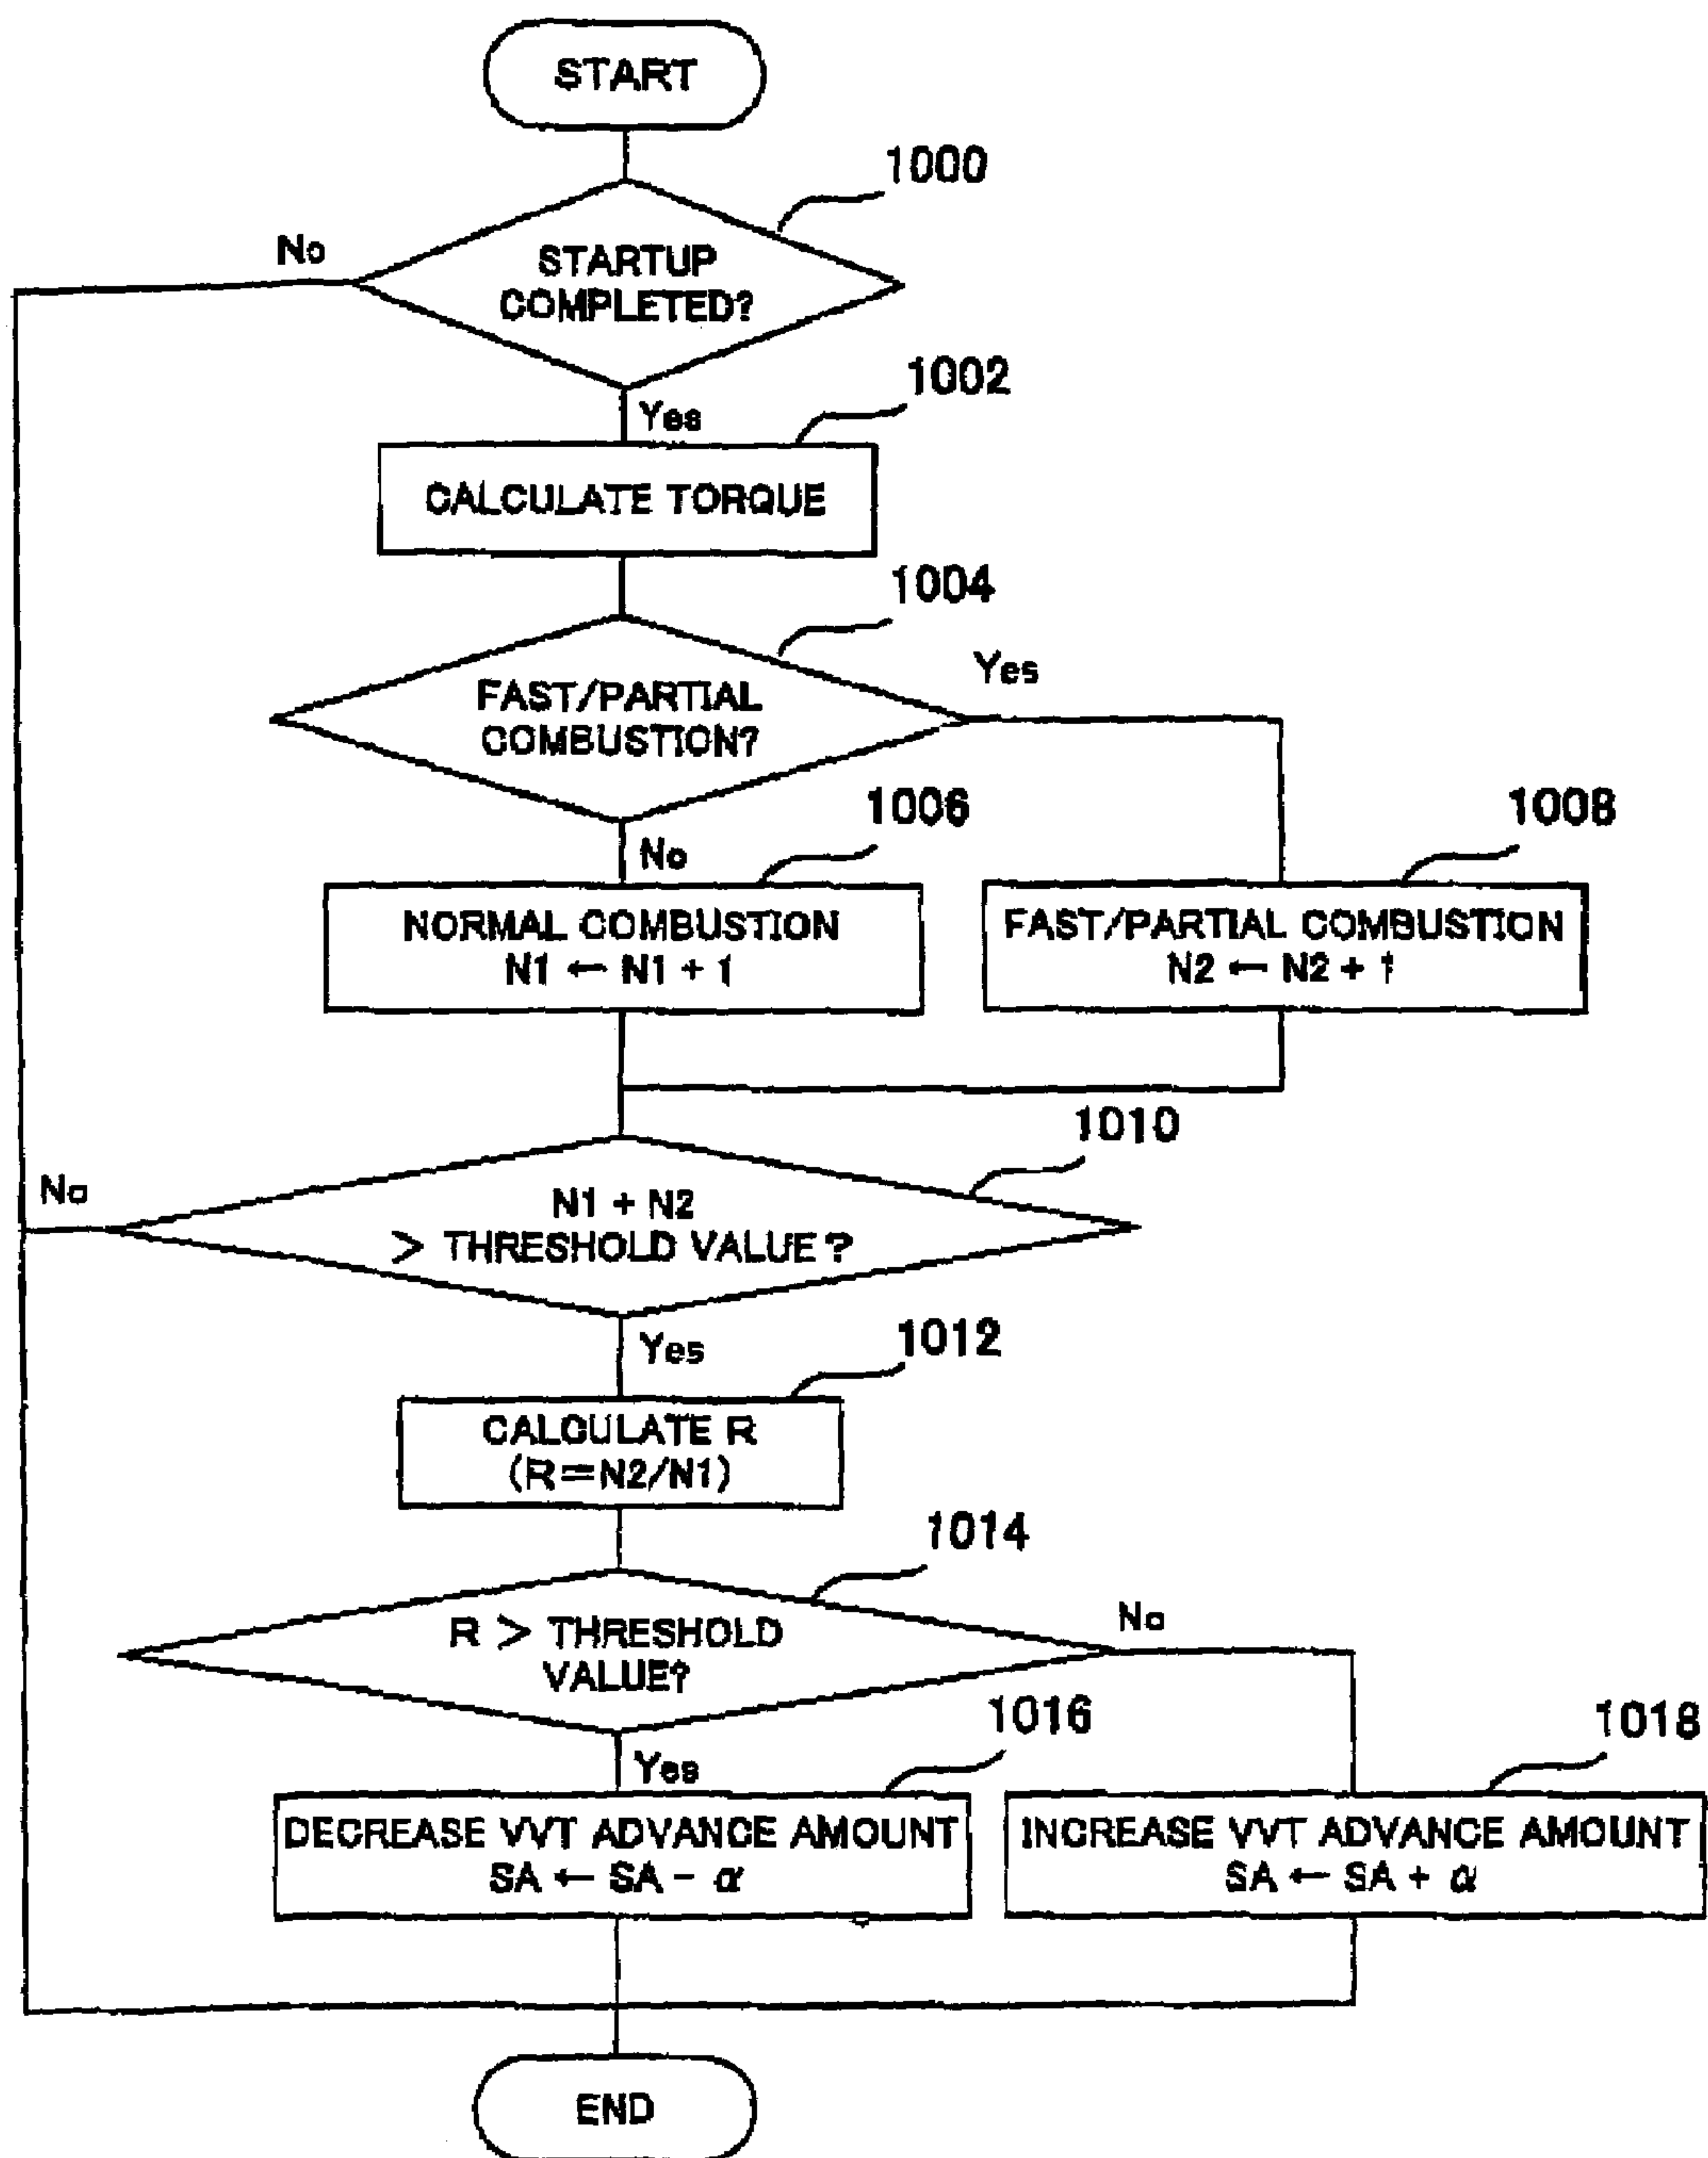 START
1000
No
STARTUP
COMPLETED?
1002
Yes
CALCULATE TORQUE
1004
Yes
FAST/PARTIAL
COMBUSTION?
1006
1008
No
NORMAL COMBUSTION
N1 ← N1 + 1
FAST/PARTIAL COMBUSTION
N2 ← N2 + 1
1010
No
N1 + N2
> THRESHOLD VALUE?
1012
Yes
CALCULATE R
(R=N2/N1)
1014
No
R > THRESHOLD
VALUE?
1016
1018
Yes
DECREASE VVT ADVANCE AMOUNT
SA ← SA - α
INCREASE VVT ADVANCE AMOUNT
SA ← SA + α
END